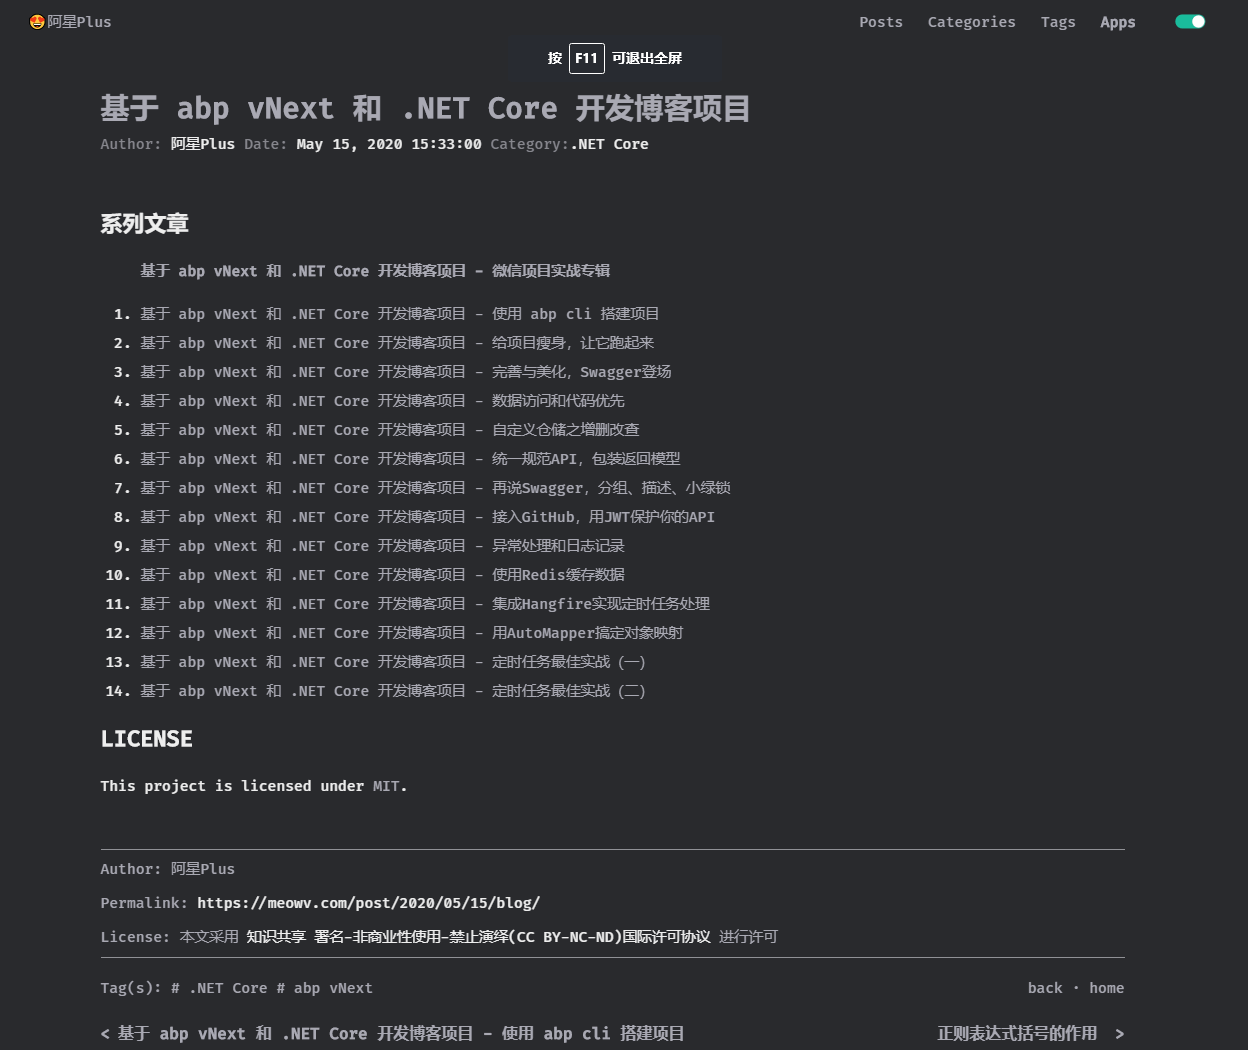 阿星Plus
Posts Categories Tags Apps
按 F11 可退出全屏
基于 abp vNext 和 .NET Core 开发博客项目
Author: 阿星Plus Date: May 15, 2020 15:33:00 Category:.NET Core
系列文章
基于 abp vNext 和 .NET Core 开发博客项目 - 微信项目实战专辑
1. 基于 abp vNext 和 .NET Core 开发博客项目 - 使用 abp cli 搭建项目
2. 基于 abp vNext 和 .NET Core 开发博客项目 - 给项目瘦身，让它跑起来
3. 基于 abp vNext 和 .NET Core 开发博客项目 - 完善与美化，Swagger登场
4. 基于 abp vNext 和 .NET Core 开发博客项目 - 数据访问和代码优先
5. 基于 abp vNext 和 .NET Core 开发博客项目 - 自定义仓储之增删改查
6. 基于 abp vNext 和 .NET Core 开发博客项目 - 统一规范API，包装返回模型
7. 基于 abp vNext 和 .NET Core 开发博客项目 - 再说Swagger，分组、描述、小绿锁
8. 基于 abp vNext 和 .NET Core 开发博客项目 - 接入GitHub，用JWT保护你的API
9. 基于 abp vNext 和 .NET Core 开发博客项目 - 异常处理和日志记录
10. 基于 abp vNext 和 .NET Core 开发博客项目 - 使用Redis缓存数据
11. 基于 abp vNext 和 .NET Core 开发博客项目 - 集成Hangfire实现定时任务处理
12. 基于 abp vNext 和 .NET Core 开发博客项目 - 用AutoMapper搞定对象映射
13. 基于 abp vNext 和 .NET Core 开发博客项目 - 定时任务最佳实战（一）
14. 基于 abp vNext 和 .NET Core 开发博客项目 - 定时任务最佳实战（二）
LICENSE
This project is licensed under MIT.
Author: 阿星Plus
Permalink: https://meowv.com/post/2020/05/15/blog/
License: 本文采用 知识共享 署名-非商业性使用-禁止演绎(CC BY-NC-ND)国际许可协议 进行许可
Tag(s): # .NET Core # abp vNext
back · home
< 基于 abp vNext 和 .NET Core 开发博客项目 - 使用 abp cli 搭建项目
正则表达式括号的作用 >